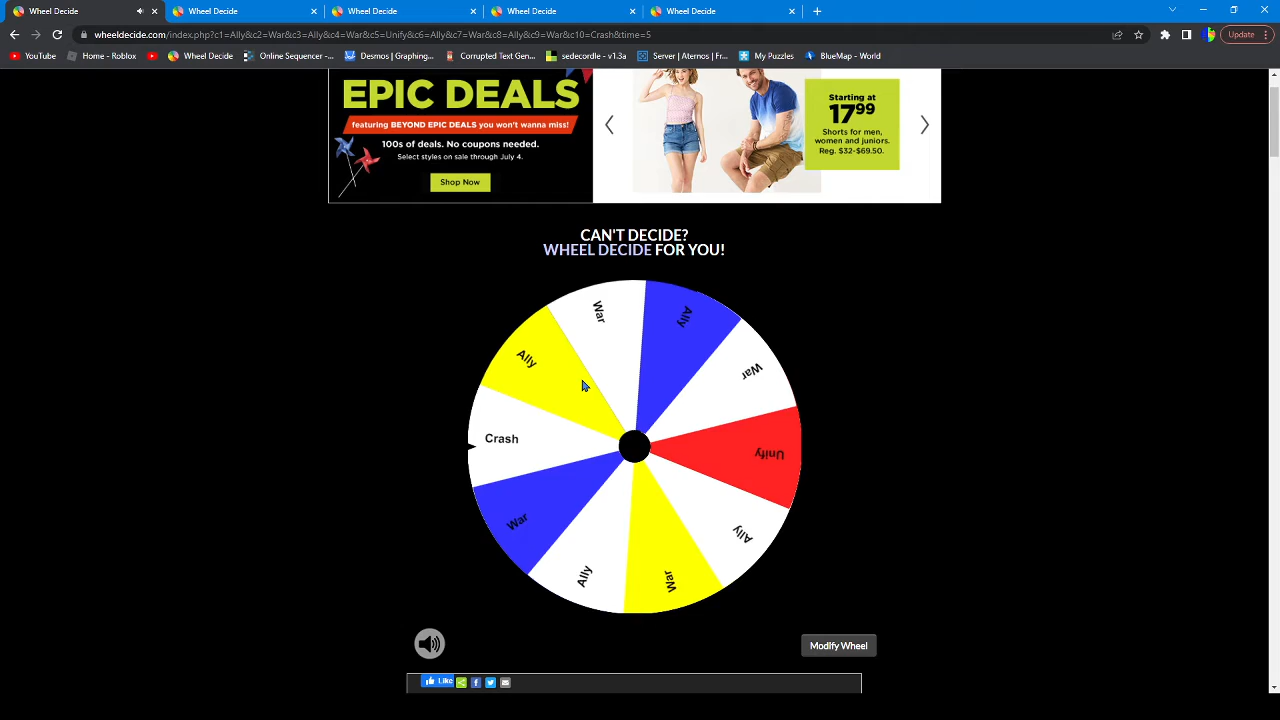 Wheel Decide
Wheel Decide
Wheel Decide
Wheel Decide
Wheel Decide
wheeldecide.com/index.php?c1=Ally&c2=War&c3=Ally&c4=War&c5=Unify&c6=Ally&c7=War&c8=Ally&c9=War&c10=Crash&time=5
Update
YouTube
Home - Roblox
Wheel Decide
Online Sequencer -...
Desmos | Graphing...
Corrupted Text Gen...
sedecordle - v1.3a
Server | Aternos | Fr...
My Puzzles
BlueMap - World
EPIC DEALS
featuring BEYOND EPIC DEALS you won't wanna miss!
100s of deals. No coupons needed.
Select styles on sale through July 4.
Shop Now
Starting at
17.99
Shorts for men,
women and juniors.
Reg. $32-$69.50.
CAN'T DECIDE?
WHEEL DECIDE FOR YOU!
War
Ally
Ally
War
Crash
Unify
War
Ally
Ally
War
Modify Wheel
Like